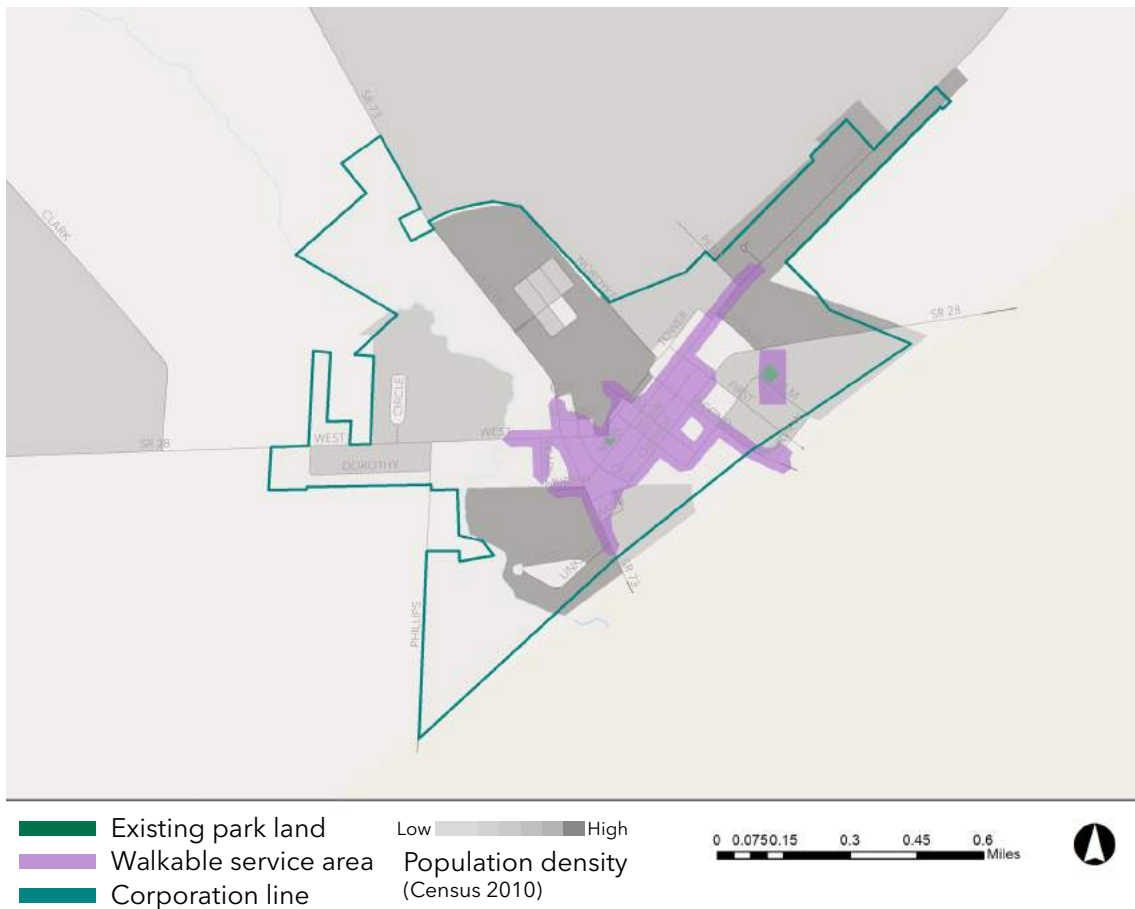 SR 73
CLARK
NORDYKE
TOWER
SR 28
FIRST
ELM
CIRCLE
WEST
WEST
SR 28
DOROTHY
SR 73
PHILLIPS
Existing park land
Walkable service area
Corporation line
Low High
Population density
(Census 2010)
0 0.075 0.15 0.3 0.45 0.6
Miles